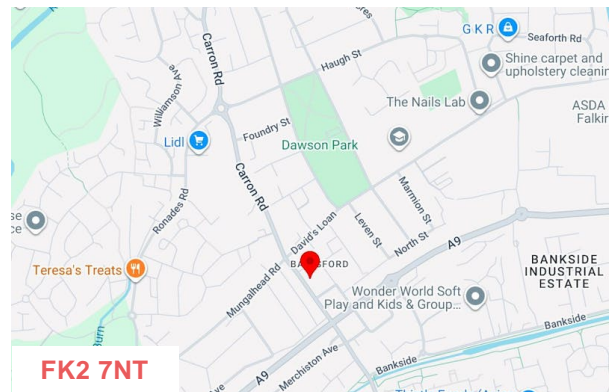 GKR
Seaforth Rd
Williamson Ave
Carron Rd
Haugh St
Shine carpet and
upholstery cleanin
The Nails Lab
ASDA
Falkir
Foundry St
Lidl
Dawson Park
Carron Rd
Ronades Rd
Marmion St
David's Loan
Leven St
North St
A9
Teresa's Treats
Mungalhead Rd
BANKSIDE
INDUSTRIAL
ESTATE
Wonder World Soft
Play and Kids & Group...
Merchiston Ave
A9
Bankside
Bankside
FK2 7NT